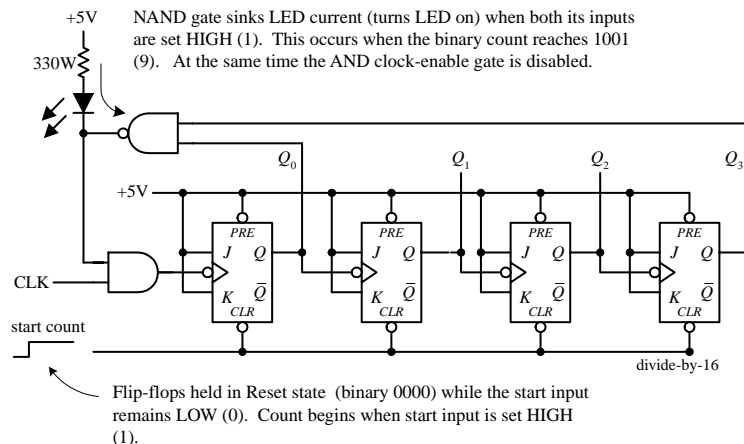 NAND gate sinks LED current (turns LED on) when both its inputs
+5V
are set HIGH (1). This occurs when the binary count reaches 1001
(9). At the same time the AND clock-enable gate is disabled.
330W
Q0 Q1 Q2 Q3
+5V
PRE PRE PRE PRE
J Q J Q J Q J Q
CLK
K Q̅ K Q̅ K Q̅ K Q̅
CLR CLR CLR CLR
start count
divide-by-16
Flip-flops held in Reset state (binary 0000) while the start input
remains LOW (0). Count begins when start input is set HIGH
(1).